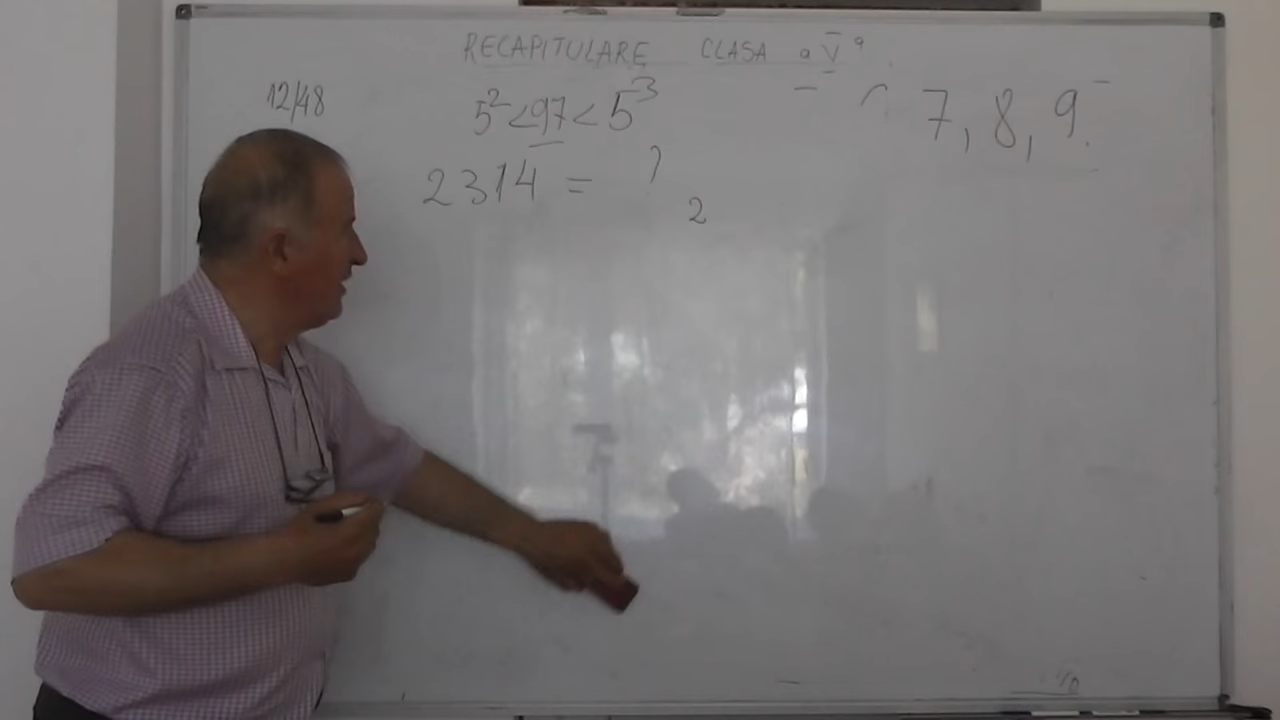 RECAPITULARE CLASA a V a
12/48 5² < 97 < 5³ 7, 8, 9.
2314 = ?
2